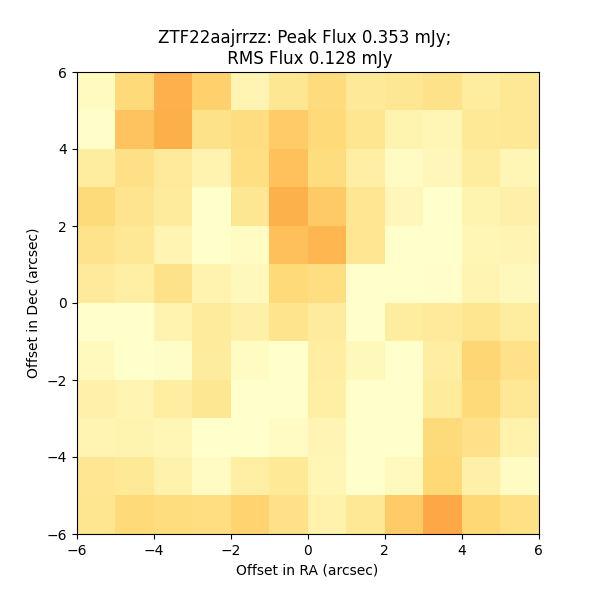 ZTF22aajrrzz: Peak Flux 0.353 mJy;
RMS Flux 0.128 mJy
6
4
2
0
−2
−4
−6
Offset in Dec (arcsec)
−6 −4 −2 0 2 4 6
Offset in RA (arcsec)